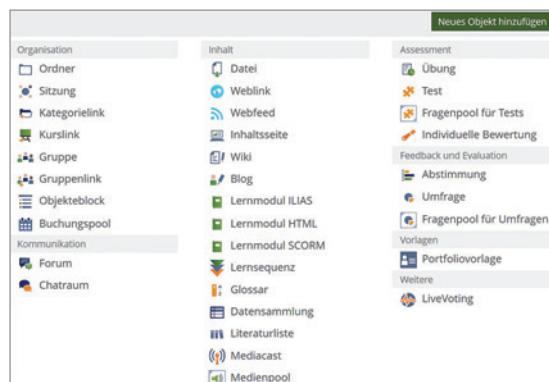 Neues Objekt hinzufügen
Organisation
Ordner
Sitzung
Kategorielink
Kurslink
Gruppe
Gruppenlink
Objekteblock
Buchungspool
Kommunikation
Forum
Chatraum
Inhalt
Datei
Weblink
Webfeed
Inhaltsseite
Wiki
Blog
Lernmodul ILIAS
Lernmodul HTML
Lernmodul SCORM
Lernsequenz
Glossar
Datensammlung
Literaturliste
Mediacast
Medienpool
Assessment
Übung
Test
Fragenpool für Tests
Individuelle Bewertung
Feedback und Evaluation
Abstimmung
Umfrage
Fragenpool für Umfragen
Vorlagen
Portfoliovorlage
Weitere
LiveVoting